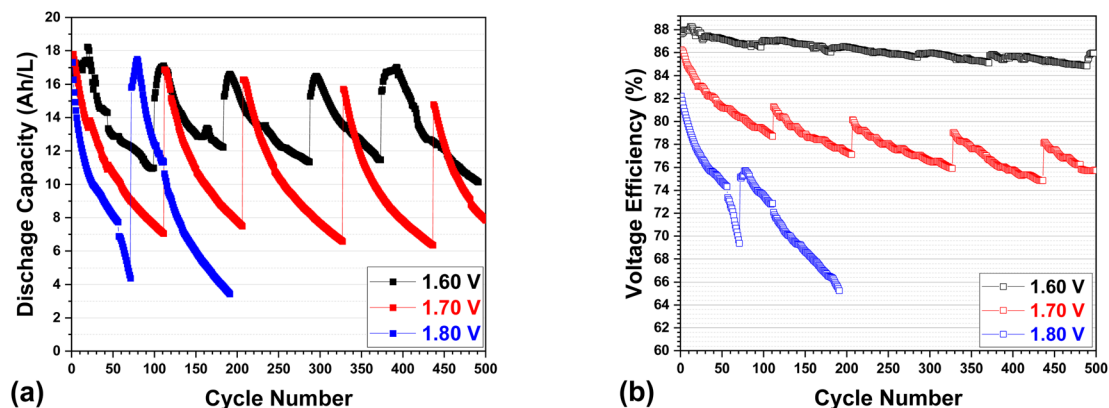 20
18
16
14
12
10
8
6
4
2
0
Dischage Capacity (Ah/L)
0 50 100 150 200 250 300 350 400 450 500
Cycle Number
1.60 V
1.70 V
1.80 V
(a)
88
86
84
82
80
78
76
74
72
70
68
66
64
62
60
Voltage Efficiency (%)
0 50 100 150 200 250 300 350 400 450 500
Cycle Number
1.60 V
1.70 V
1.80 V
(b)